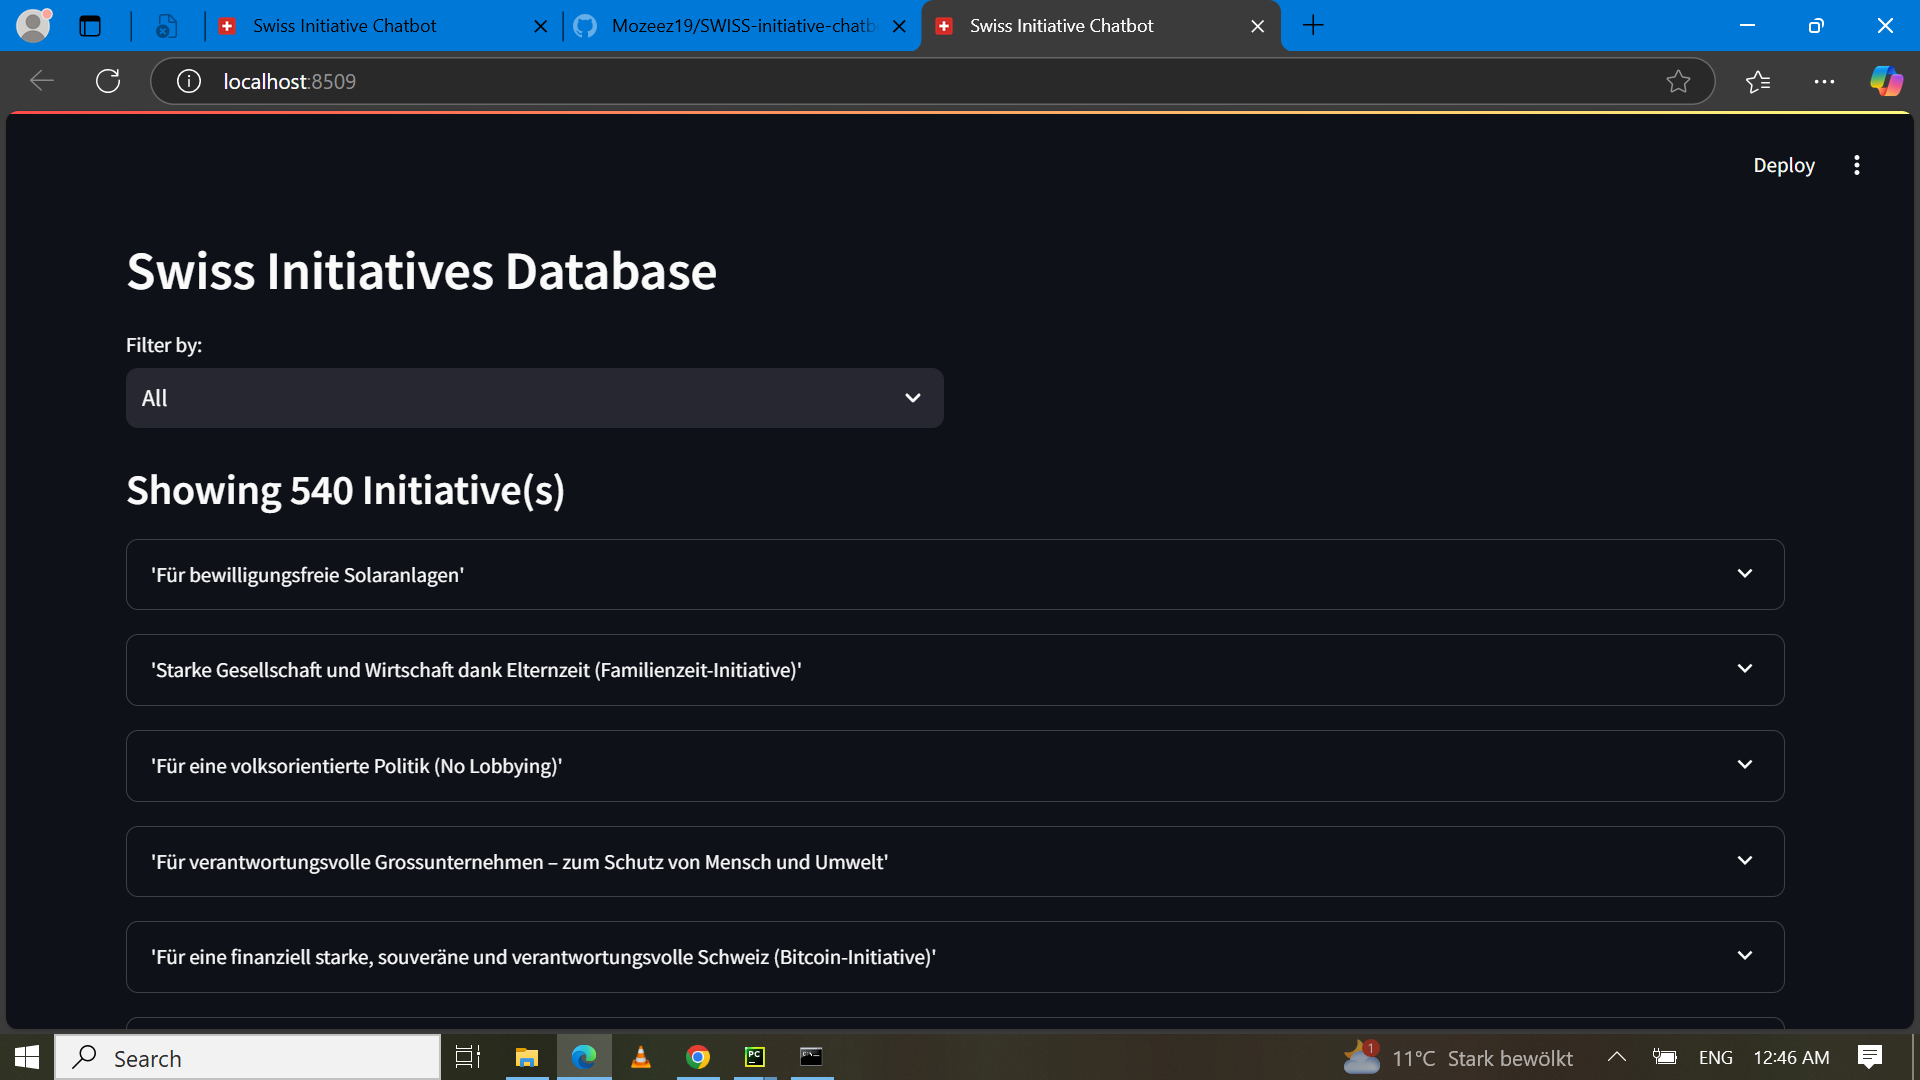 Swiss Initiative Chatbot
Mozeez19/SWISS-initiative-chatb
Swiss Initiative Chatbot
localhost:8509
Deploy
Swiss Initiatives Database
Filter by:
All
Showing 540 Initiative(s)
'Für bewilligungsfreie Solaranlagen'
'Starke Gesellschaft und Wirtschaft dank Elternzeit (Familienzeit-Initiative)'
'Für eine volksorientierte Politik (No Lobbying)'
'Für verantwortungsvolle Grossunternehmen – zum Schutz von Mensch und Umwelt'
'Für eine finanziell starke, souveräne und verantwortungsvolle Schweiz (Bitcoin-Initiative)'
Search
PC
1
11°C Stark bewölkt
ENG
12:46 AM